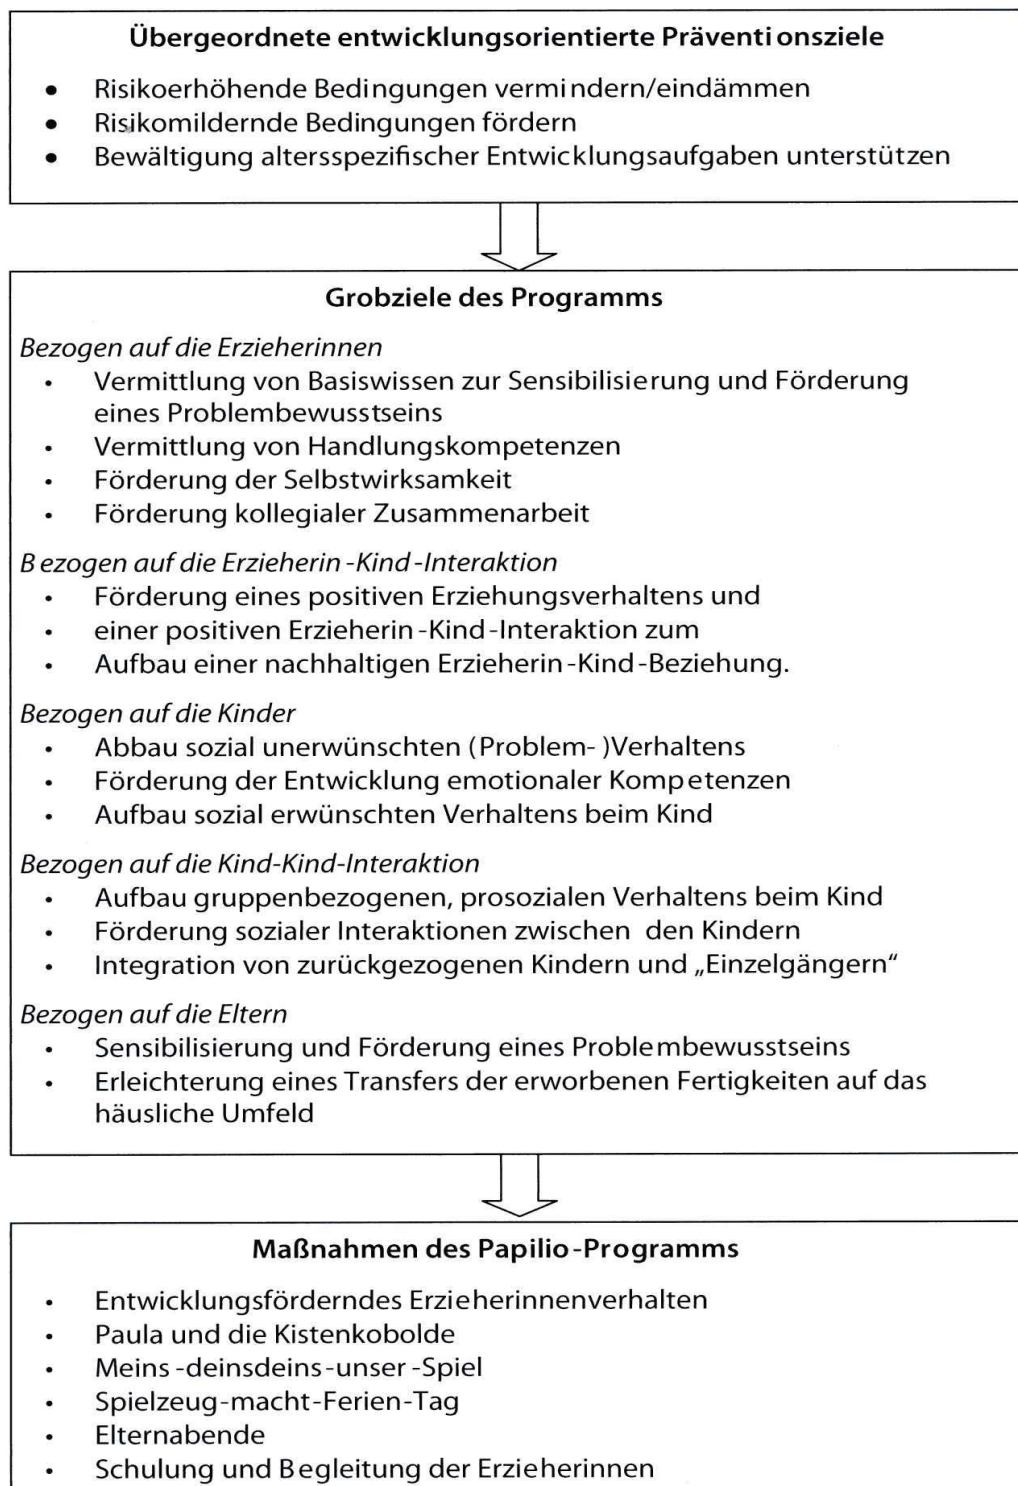 Übergeordnete entwicklungsorientierte Präventionsziele
• Risikoerhöhende Bedingungen vermindern/eindämmen
• Risikomildernde Bedingungen fördern
• Bewältigung altersspezifischer Entwicklungsaufgaben unterstützen
Grobziele des Programms
Bezogen auf die Erzieherinnen
• Vermittlung von Basiswissen zur Sensibilisierung und Förderung
eines Problembewusstseins
• Vermittlung von Handlungskompetenzen
• Förderung der Selbstwirksamkeit
• Förderung kollegialer Zusammenarbeit
Bezogen auf die Erzieherin-Kind-Interaktion
• Förderung eines positiven Erziehungsverhaltens und
• einer positiven Erzieherin-Kind-Interaktion zum
• Aufbau einer nachhaltigen Erzieherin-Kind-Beziehung.
Bezogen auf die Kinder
• Abbau sozial unerwünschten (Problem- )Verhaltens
• Förderung der Entwicklung emotionaler Kompetenzen
• Aufbau sozial erwünschten Verhaltens beim Kind
Bezogen auf die Kind-Kind-Interaktion
• Aufbau gruppenbezogenen, prosozialen Verhaltens beim Kind
• Förderung sozialer Interaktionen zwischen den Kindern
• Integration von zurückgezogenen Kindern und „Einzelgängern“
Bezogen auf die Eltern
• Sensibilisierung und Förderung eines Problembewusstseins
• Erleichterung eines Transfers der erworbenen Fertigkeiten auf das
häusliche Umfeld
Maßnahmen des Papilio-Programms
• Entwicklungsförderndes Erzieherinnenverhalten
• Paula und die Kistenkobolde
• Meins-deinsdeins-unser-Spiel
• Spielzeug-macht-Ferien-Tag
• Elternabende
• Schulung und Begleitung der Erzieherinnen